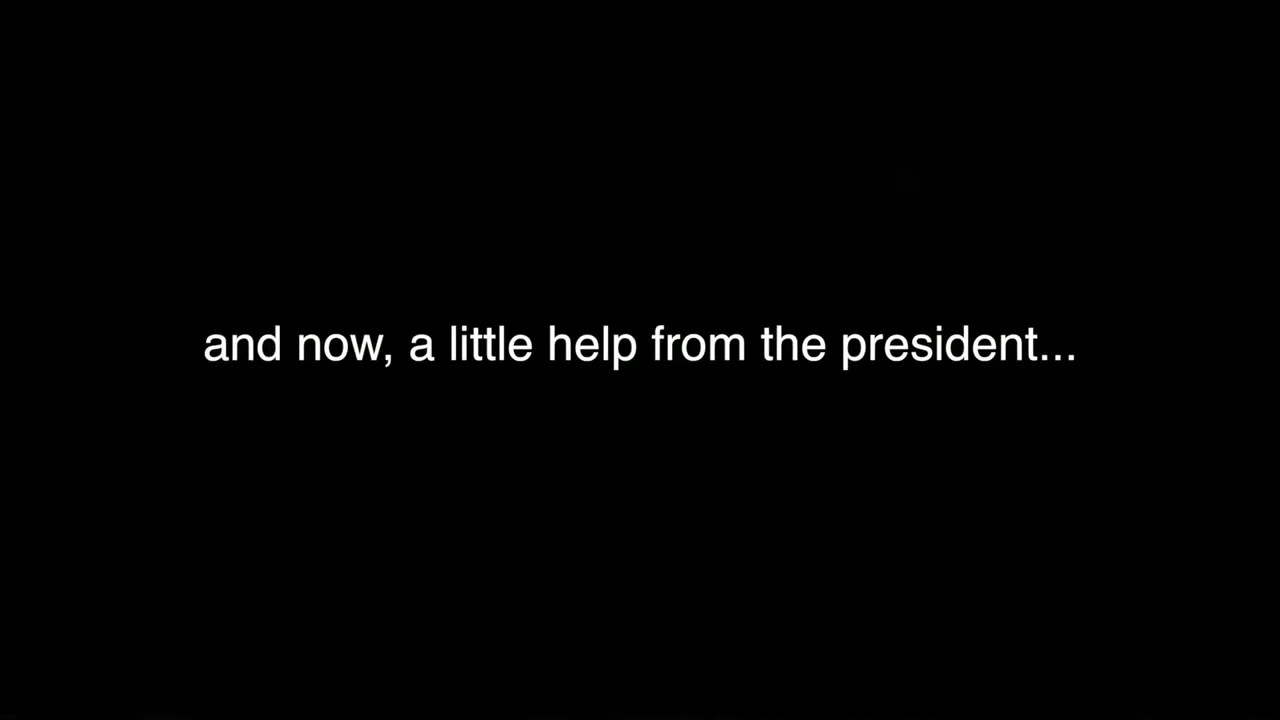 and now, a little help from the president...